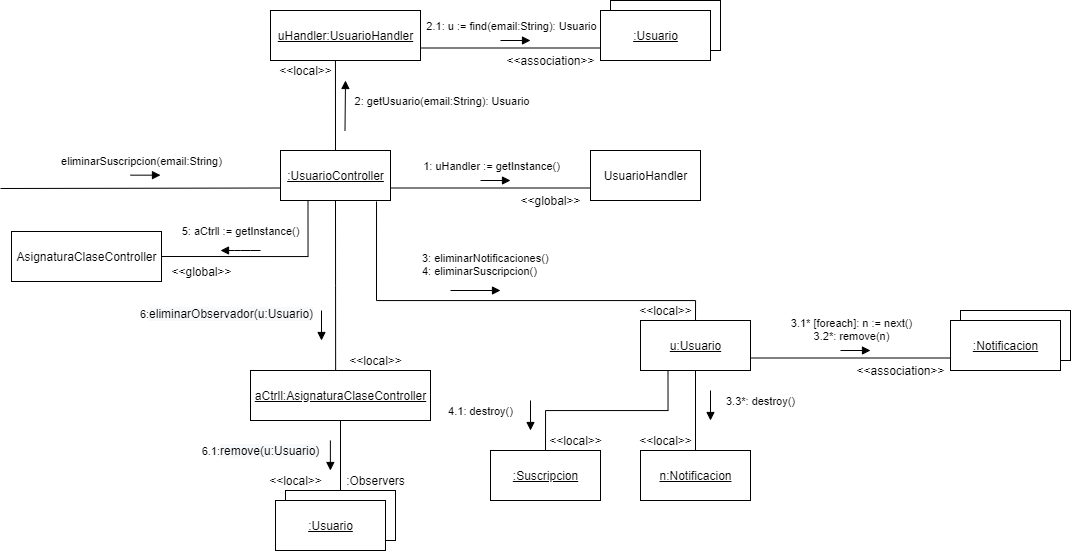 2.1: u := find(email:String): Usuario
uHandler:UsuarioHandler
:Usuario
<<association>>
<<local>>
2: getUsuario(email:String): Usuario
eliminarSuscripcion(email:String)
1: uHandler := getInstance()
:UsuarioController
UsuarioHandler
<<global>>
5: aCtrll := getInstance()
AsignaturaClaseController
<<global>>
3: eliminarNotificaciones()
4: eliminarSuscripcion()
6:eliminarObservador(u:Usuario)
<<local>>
3.1* [foreach]: n := next()
3.2*: remove(n)
u:Usuario
:Notificacion
<<local>>
<<association>>
aCtrll:AsignaturaClaseController
3.3*: destroy()
4.1: destroy()
<<local>>
<<local>>
6.1:remove(u:Usuario)
:Suscripcion
n:Notificacion
<<local>>
:Observers
:Usuario